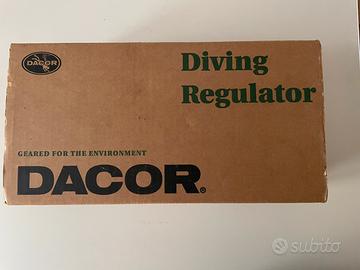 DACOR
Diving
Regulator
GEARED FOR THE ENVIRONMENT
DACOR®
subito